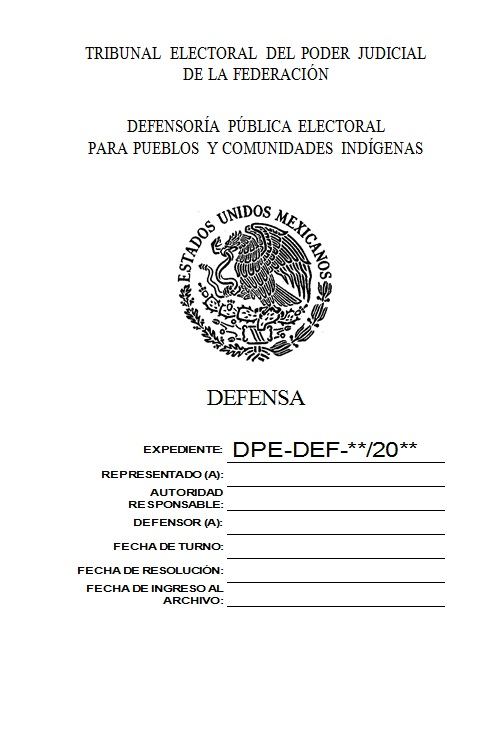 TRIBUNAL ELECTORAL DEL PODER JUDICIAL
DE LA FEDERACIÓN
DEFENSORÍA PÚBLICA ELECTORAL
PARA PUEBLOS Y COMUNIDADES INDÍGENAS
ESTADOS UNIDOS MEXICANOS
DEFENSA
EXPEDIENTE: DPE-DEF-**/20**
REPRESENTADO (A):
AUTORIDAD
RESPONSABLE:
DEFENSOR (A):
FECHA DE TURNO:
FECHA DE RESOLUCIÓN:
FECHA DE INGRESO AL
ARCHIVO: